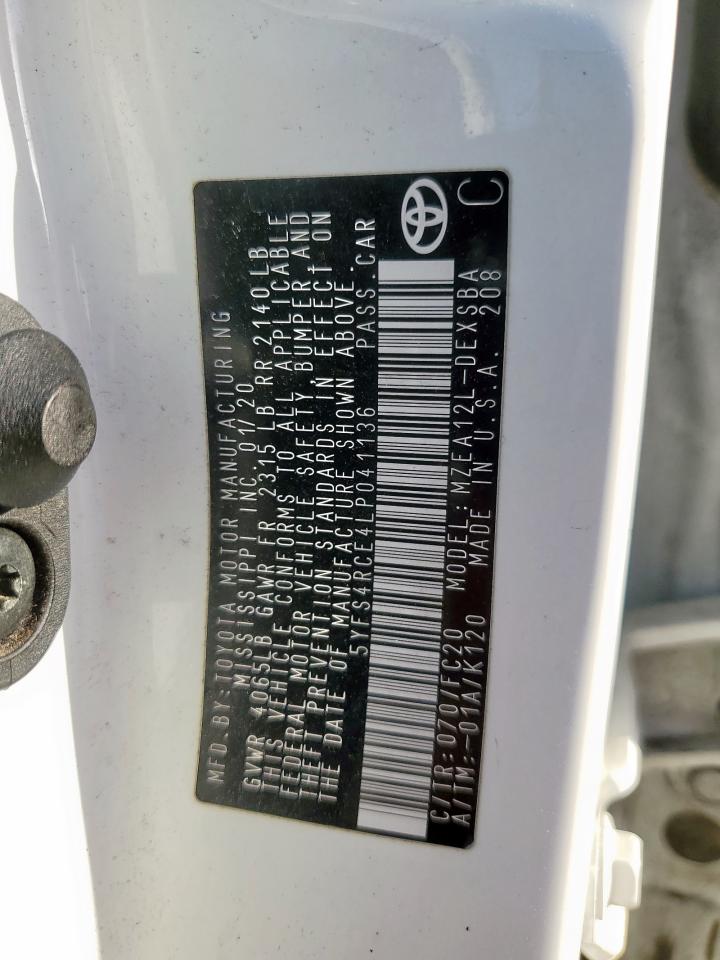 MFD BY:TOYOTA MOTOR MANUFACTURING
MISSISSIPPI INC. 01/20
GVWR 4065LB GAWR FR 2315 LB RR 2140 LB
THIS VEHICLE CONFORMS TO ALL APPLICABLE
FEDERAL MOTOR VEHICLE SAFETY, BUMPER AND
THEFT PREVENTION STANDARDS IN EFFECT ON
THE DATE OF MANUFACTURE SHOWN ABOVE.
5YFS4RCE4LP041136 PASS.CAR
C/TR:070/FC20 MODEL:MZEA12L-DEXSBA
A/TM:-01A/K120 MADE IN U.S.A. 208
C